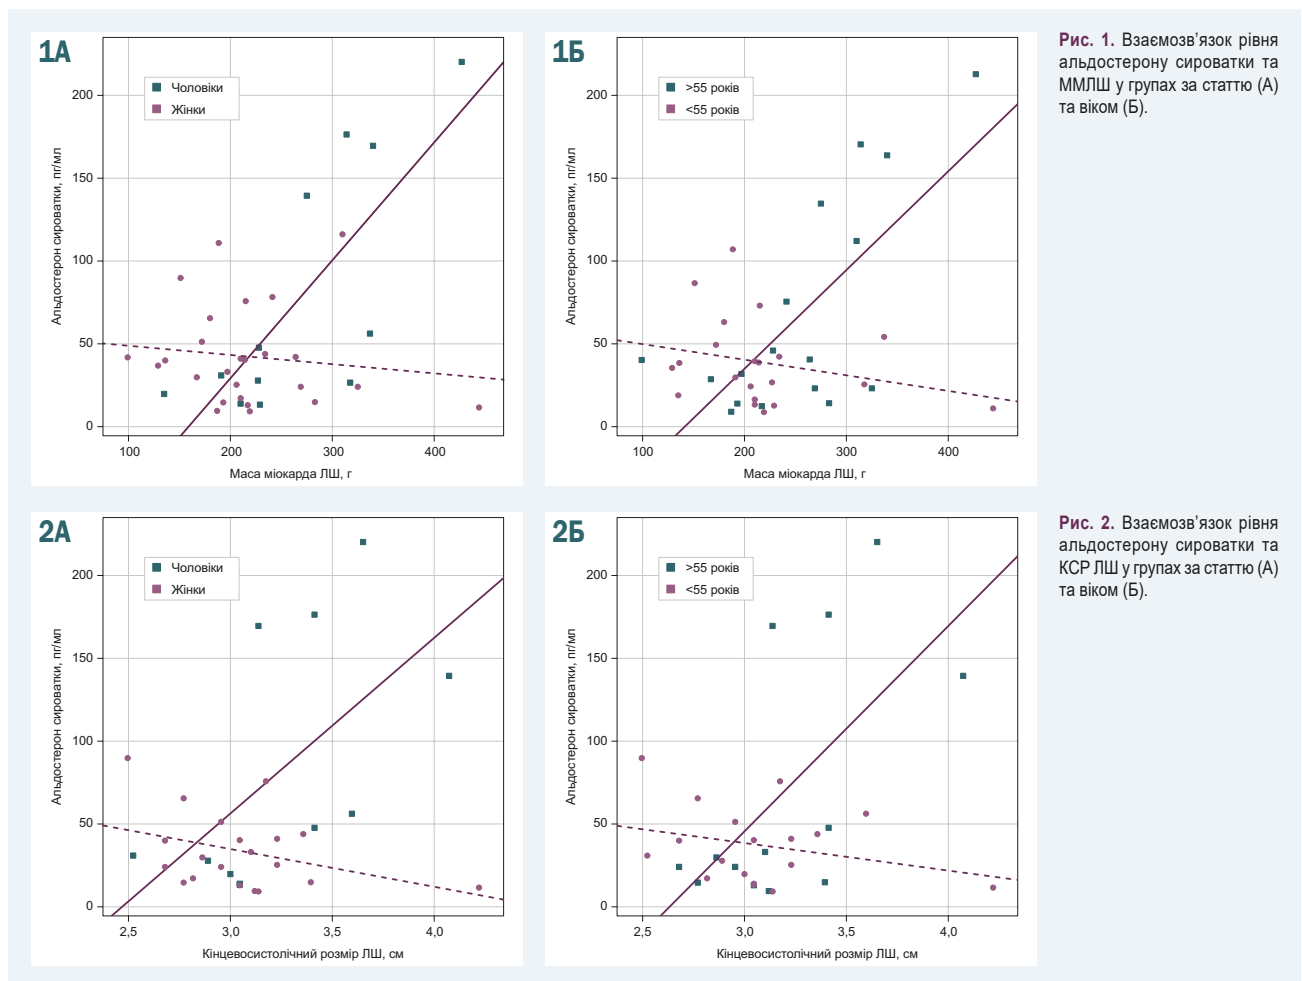 1А
Чоловіки
Жінки
Альдостерон сироватки, пг/мл
200
150
100
50
0
100
200
300
400
Маса міокарда ЛШ, г
1Б
>55 років
<55 років
Альдостерон сироватки, пг/мл
200
150
100
50
0
100
200
300
400
Маса міокарда ЛШ, г
Рис. 1. Взаємозв’язок рівня
альдостерону сироватки та
ММЛШ у групах за статтю (А)
та віком (Б).
2А
Чоловіки
Жінки
Альдостерон сироватки, пг/мл
200
150
100
50
0
2,5
3,0
3,5
4,0
Кінцевосистолічний розмір ЛШ, см
2Б
>55 років
<55 років
Альдостерон сироватки, пг/мл
200
150
100
50
0
2,5
3,0
3,5
4,0
Кінцевосистолічний розмір ЛШ, см
Рис. 2. Взаємозв’язок рівня
альдостерону сироватки та
КСР ЛШ у групах за статтю (А)
та віком (Б).